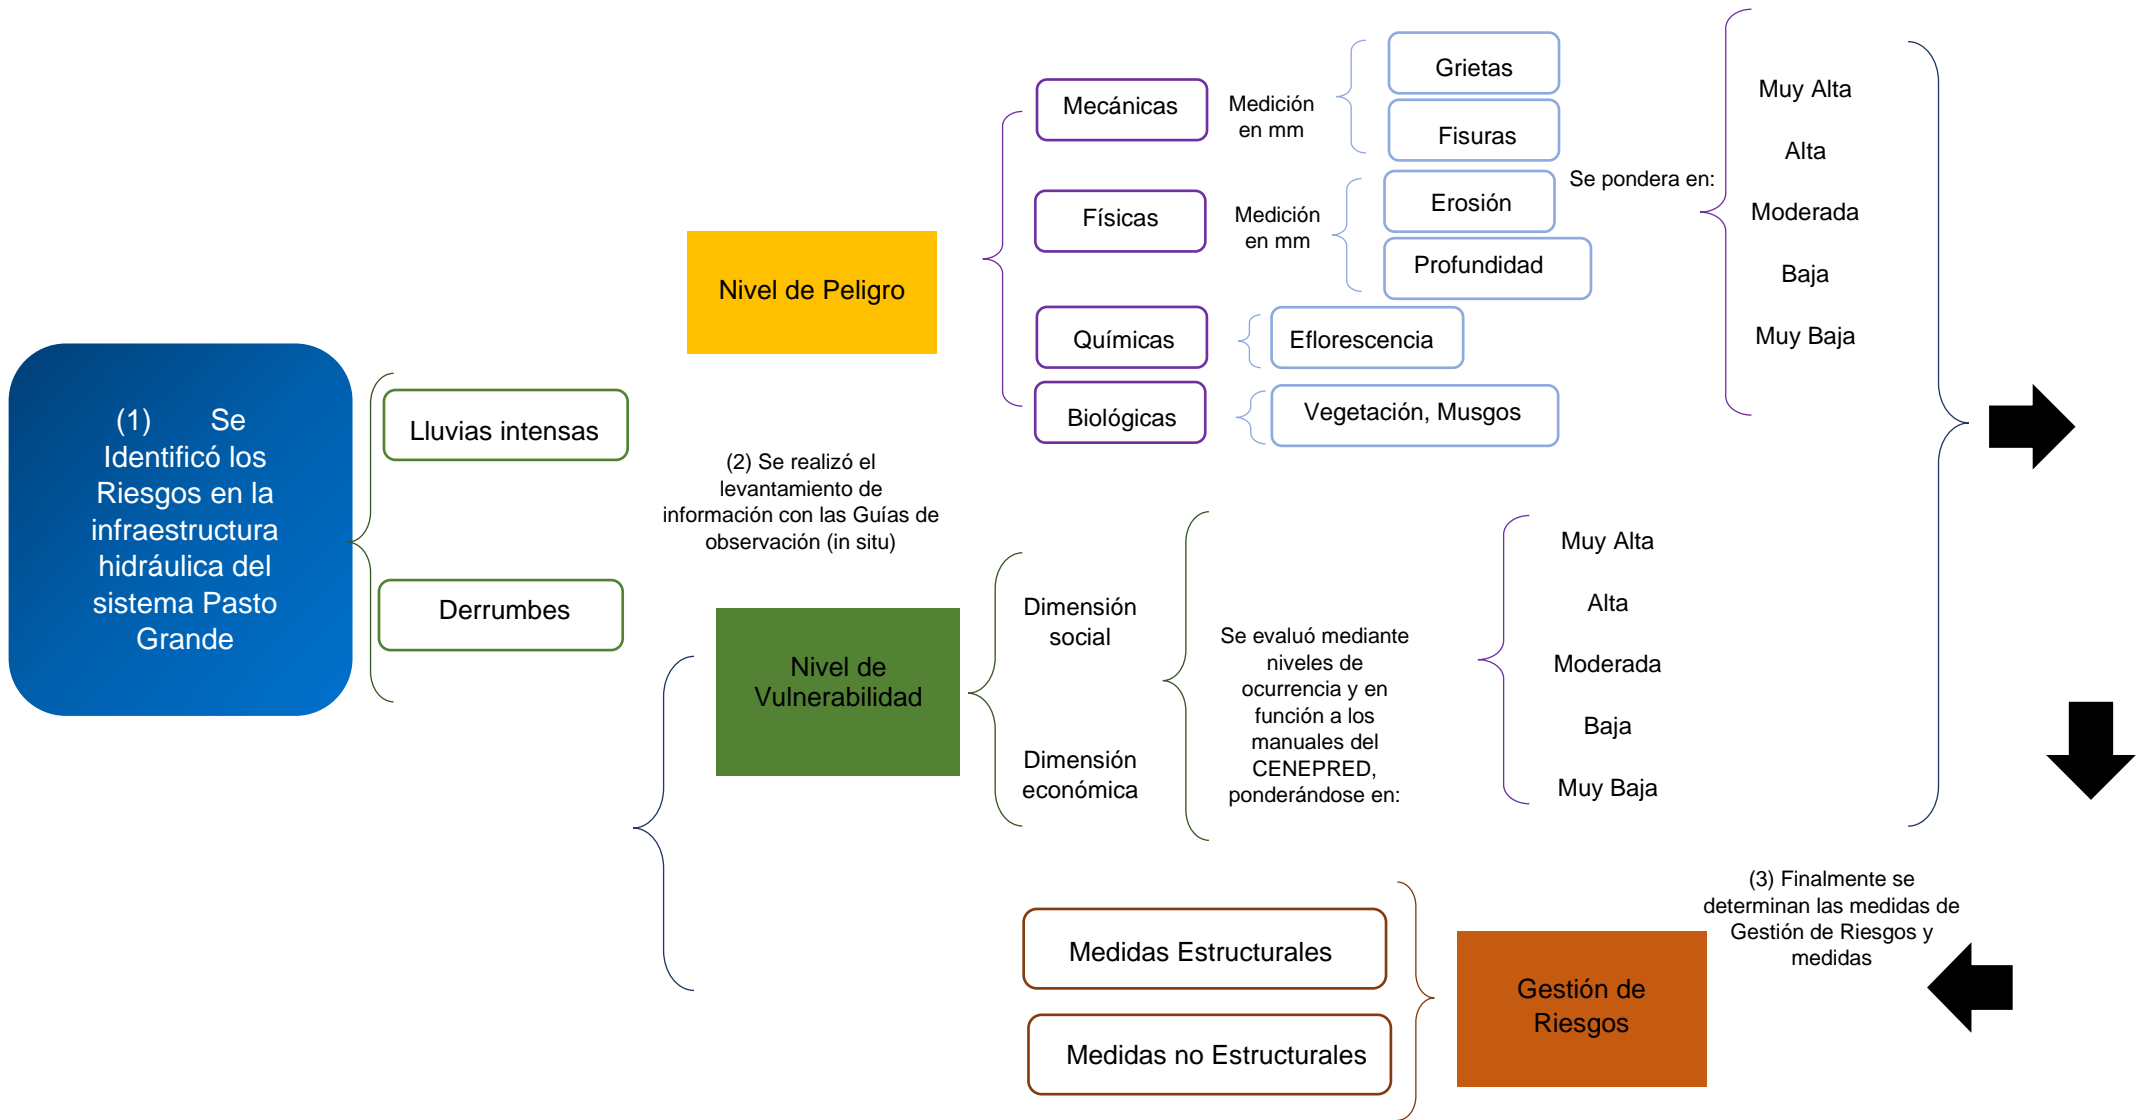 (1) Se
Identificó los
Riesgos en la
infraestructura
hidráulica del
sistema Pasto
Grande
Lluvias intensas
Derrumbes
Nivel de Peligro
(2) Se realizó el
levantamiento de
información con las Guías de
observación (in situ)
Nivel de
Vulnerabilidad
Mecánicas
Medición
en mm
Grietas
Fisuras
Físicas
Medición
en mm
Erosión
Profundidad
Químicas
Eflorescencia
Biológicas
Vegetación, Musgos
Se pondera en:
Muy Alta
Alta
Moderada
Baja
Muy Baja
Dimensión
social
Dimensión
económica
Se evaluó mediante
niveles de
ocurrencia y en
función a los
manuales del
CENEPRED,
ponderándose en:
Muy Alta
Alta
Moderada
Baja
Muy Baja
(3) Finalmente se
determinan las medidas de
Gestión de Riesgos y
medidas
Gestión de
Riesgos
Medidas Estructurales
Medidas no Estructurales